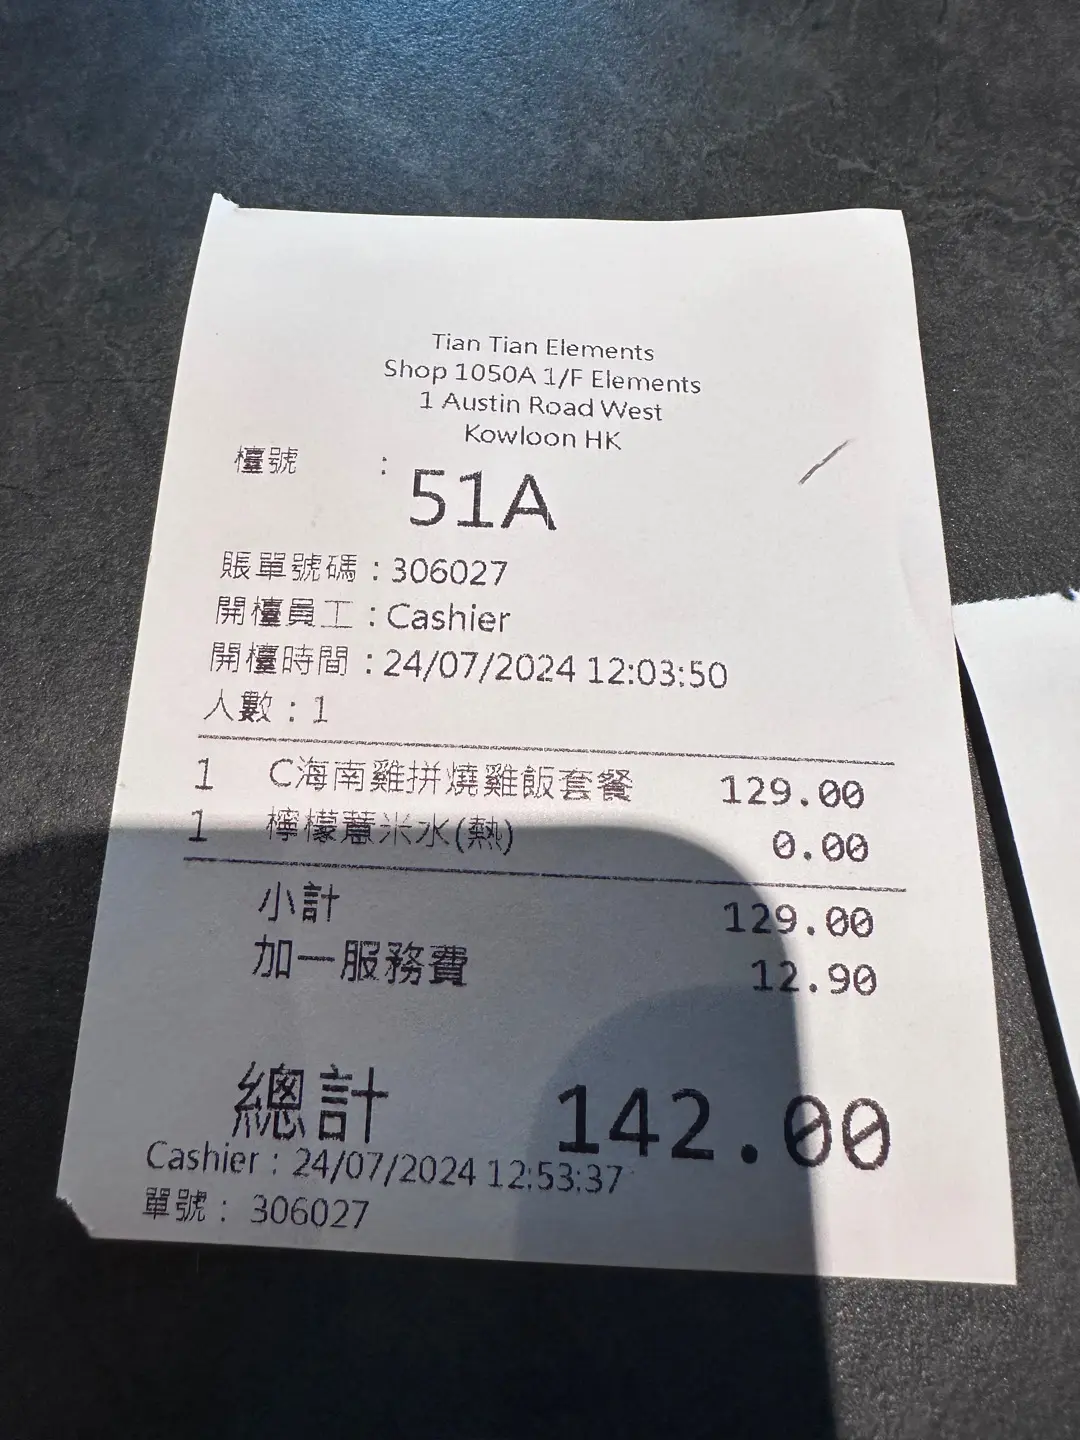 Tian Tian Elements
Shop 1050A 1/F Elements
1 Austin Road West
Kowloon HK
檯號 : 51A
賬單號碼 : 306027
開檯員工 : Cashier
開檯時間 : 24/07/2024 12:03:50
人數 : 1
1 C海南雞拼燒雞飯套餐 129.00
1 檸檬薏米水(熱) 0.00
小計 129.00
加一服務費 12.90
總計 142.00
Cashier : 24/07/2024 12:53:37
單號 : 306027